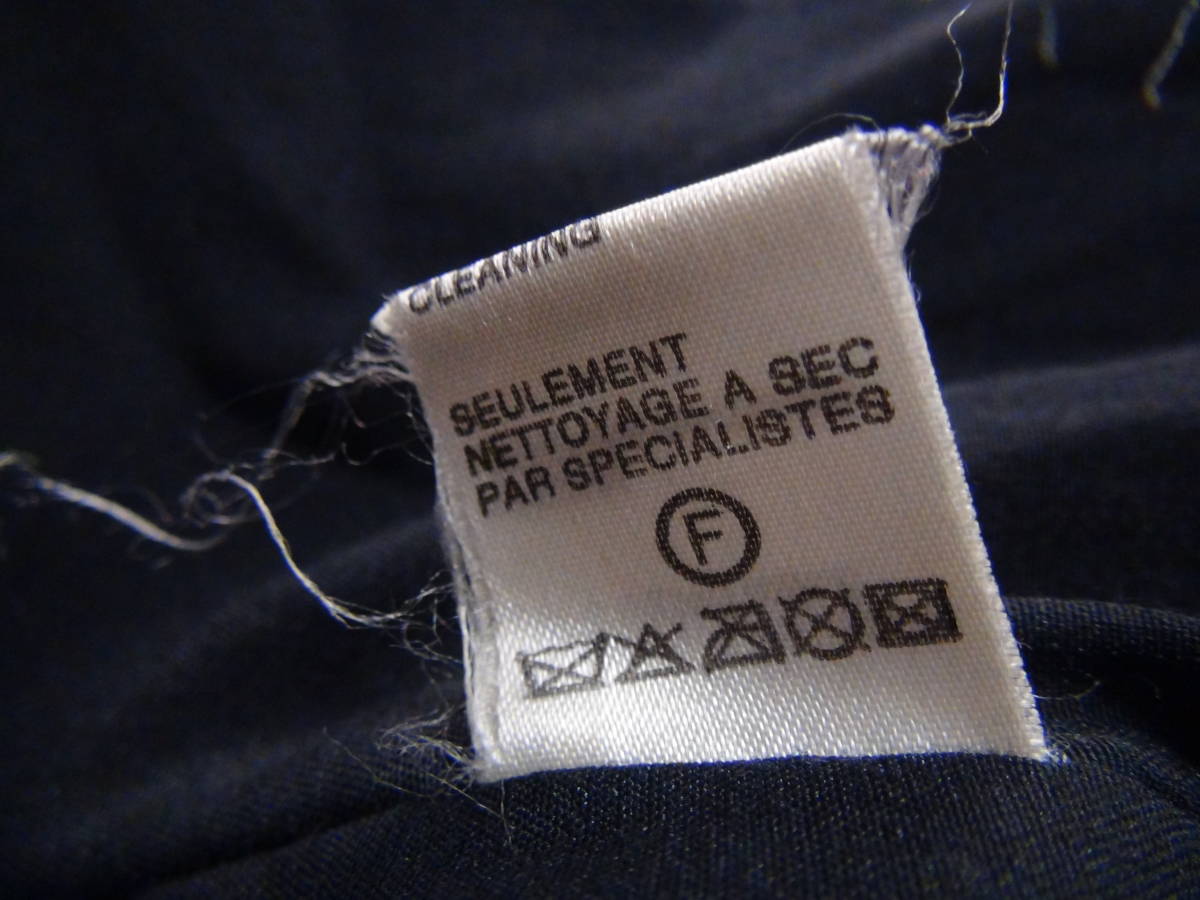 CLEANING
SEULEMENT
NETTOYAGE A SEC
PAR SPECIALISTES
F